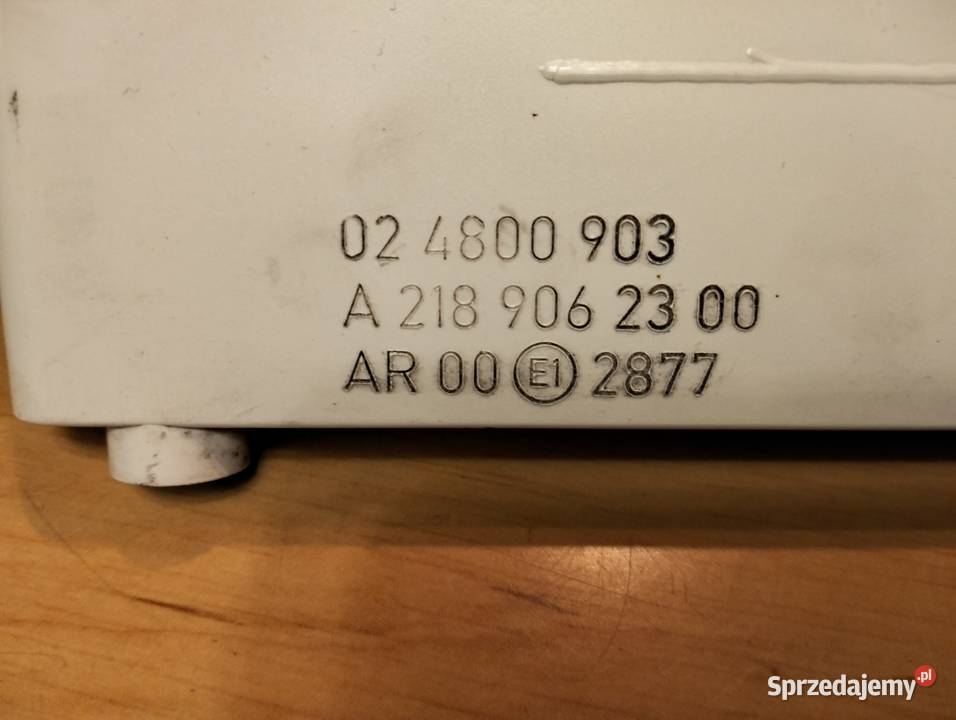 02 4800 903
A 218 906 23 00
AR 00 E1 2877
Sprzedajemy.pl